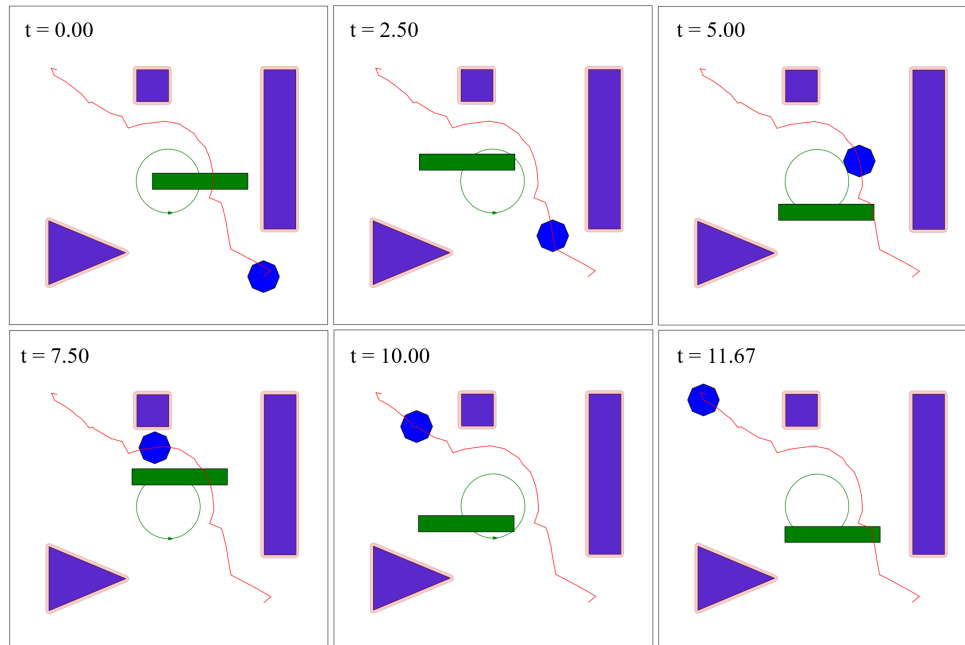 t = 0.00
t = 2.50
t = 5.00
t = 7.50
t = 10.00
t = 11.67